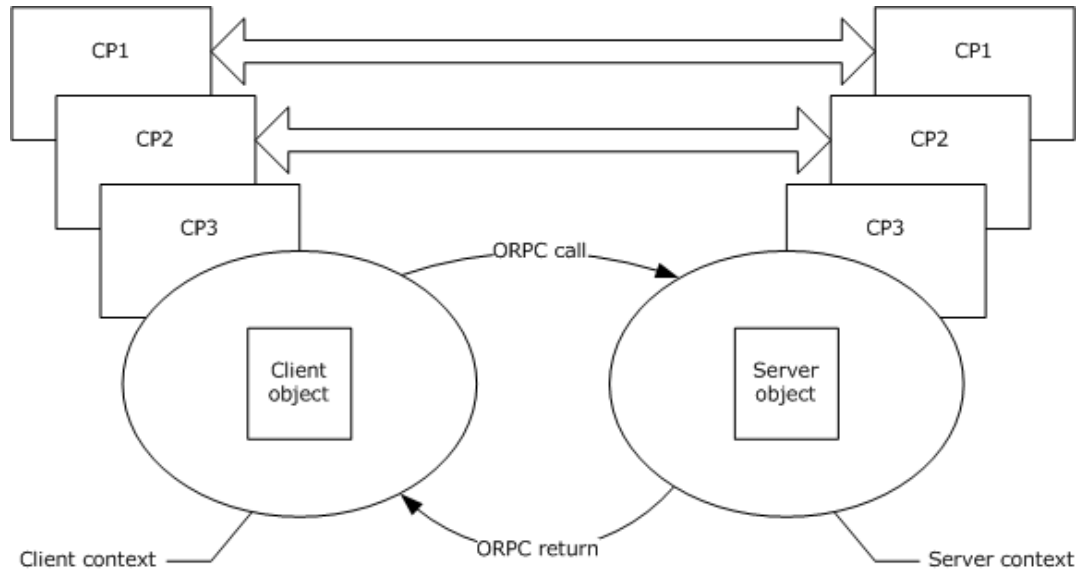 CP1
CP1
CP2
CP2
CP3
CP3
ORPC call
Client
object
Server
object
ORPC return
Client context
Server context